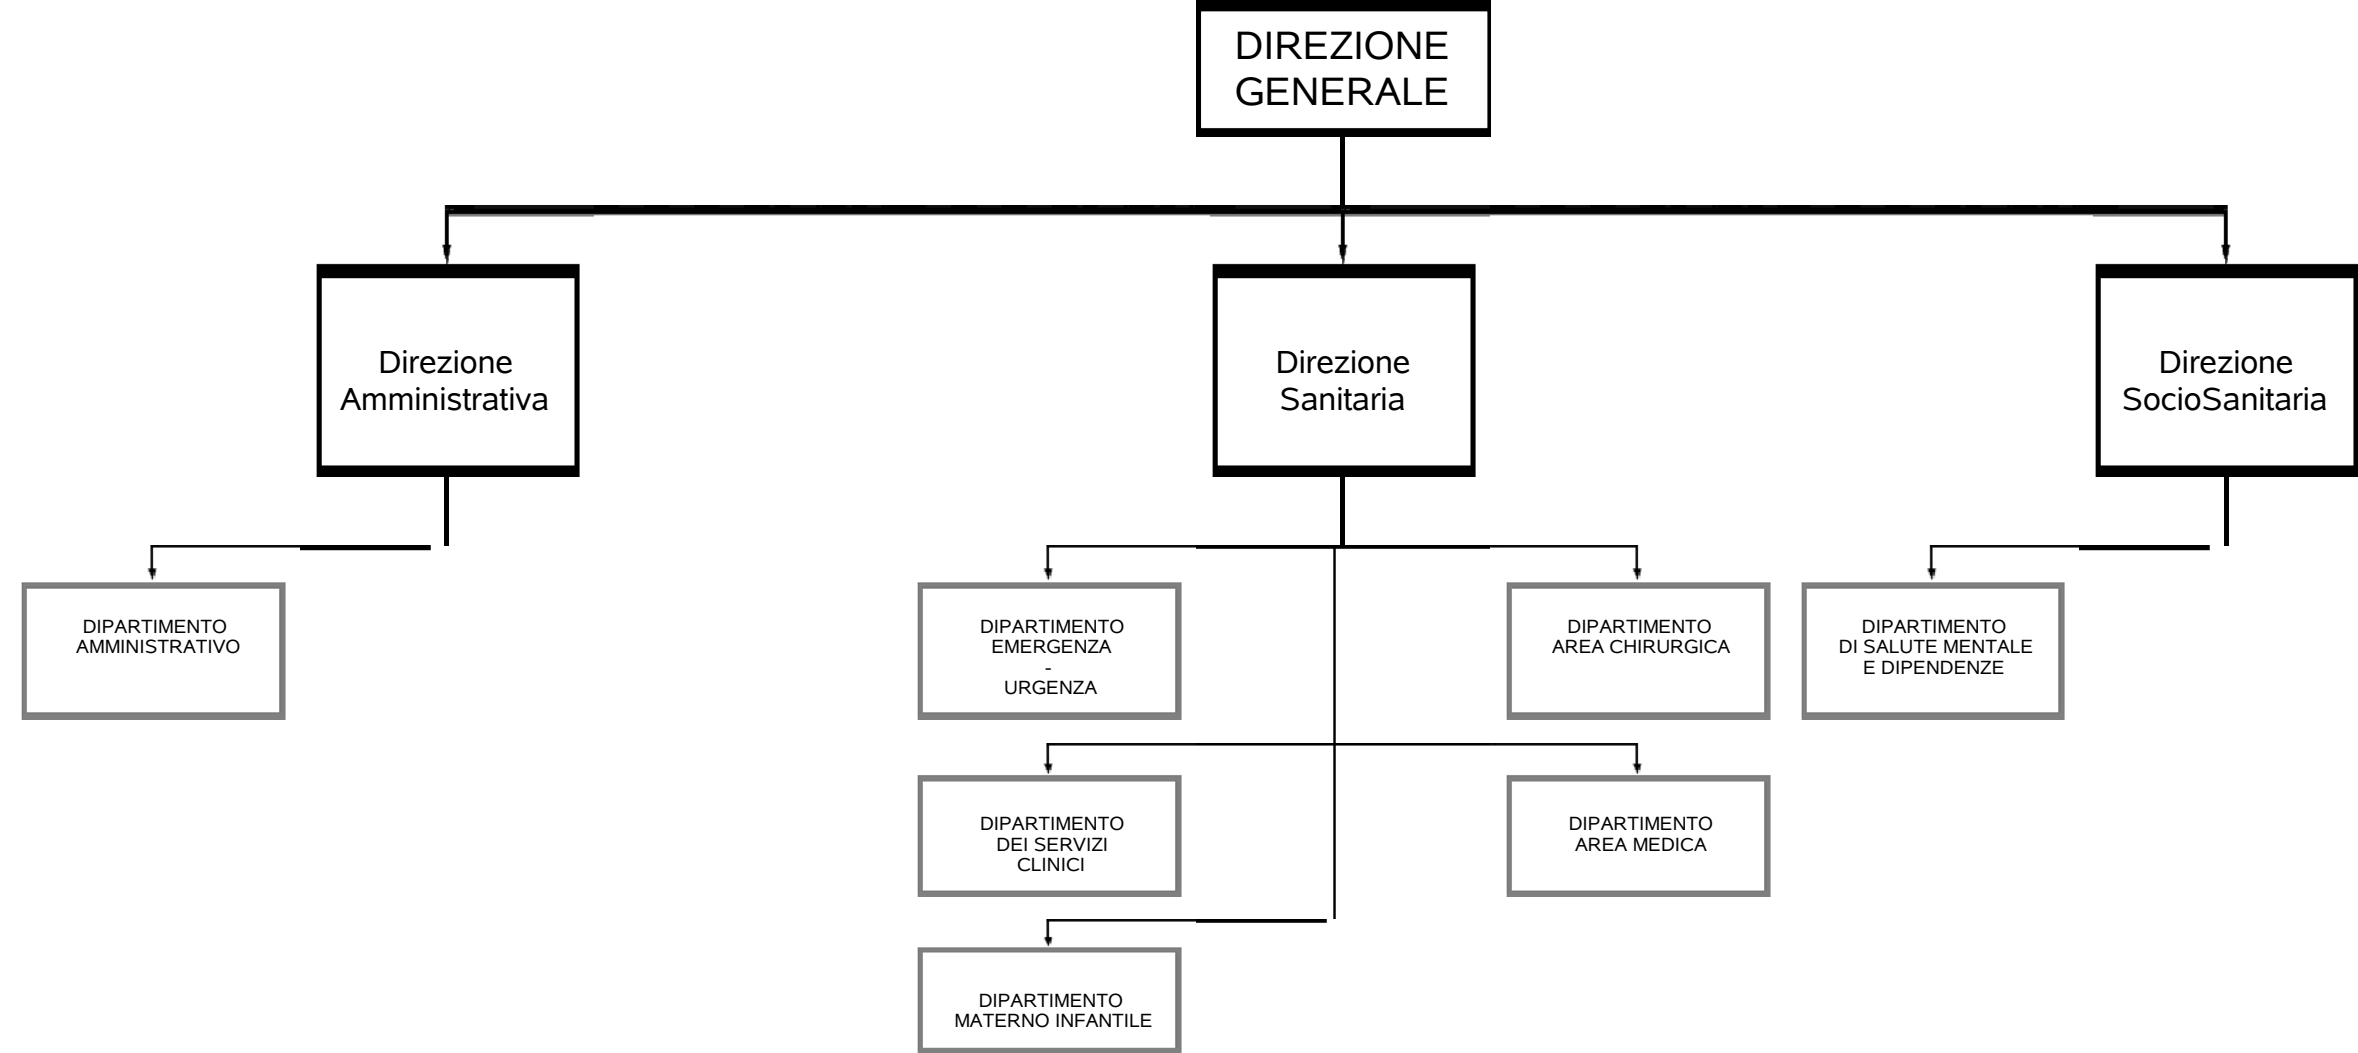 DIREZIONE
GENERALE
Direzione
Amministrativa
Direzione
Sanitaria
Direzione
SocioSanitaria
DIPARTIMENTO
AMMINISTRATIVO
DIPARTIMENTO
EMERGENZA
-
URGENZA
DIPARTIMENTO
AREA CHIRURGICA
DIPARTIMENTO
DI SALUTE MENTALE
E DIPENDENZE
DIPARTIMENTO
DEI SERVIZI
CLINICI
DIPARTIMENTO
AREA MEDICA
DIPARTIMENTO
MATERNO INFANTILE